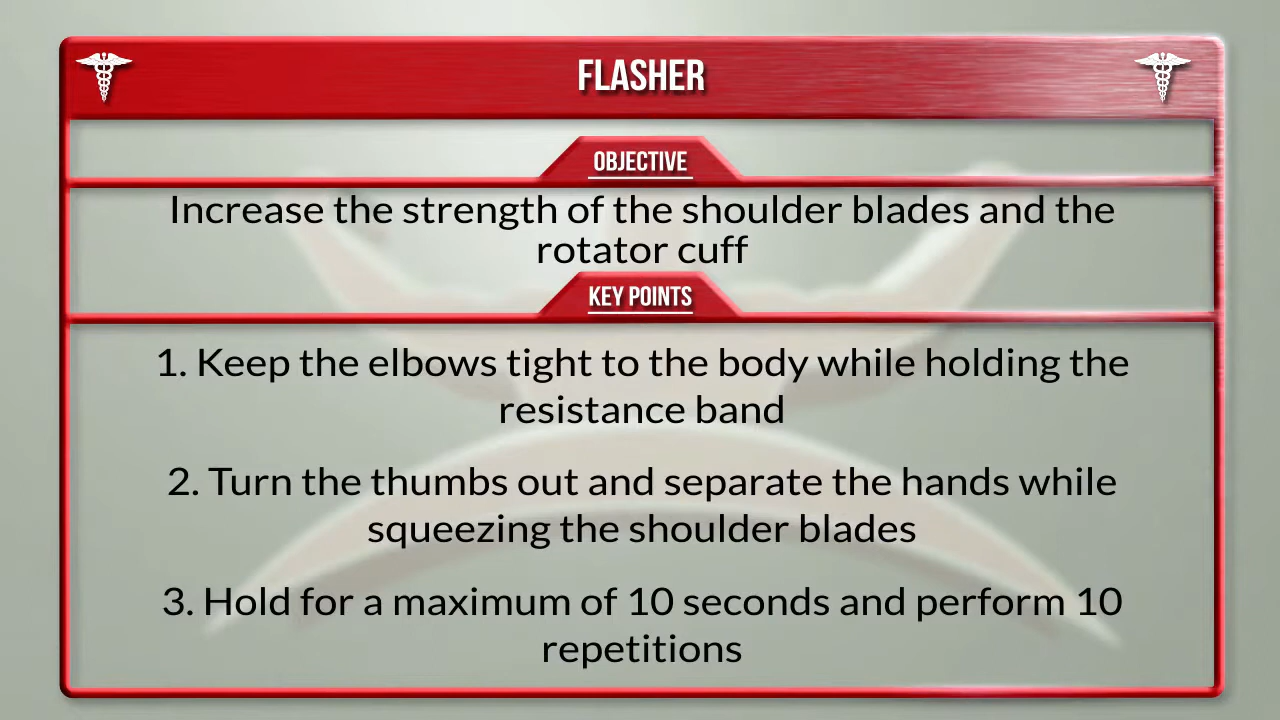 FLASHER
OBJECTIVE
Increase the strength of the shoulder blades and the
rotator cuff
KEY POINTS
1. Keep the elbows tight to the body while holding the
resistance band
2. Turn the thumbs out and separate the hands while
squeezing the shoulder blades
3. Hold for a maximum of 10 seconds and perform 10
repetitions